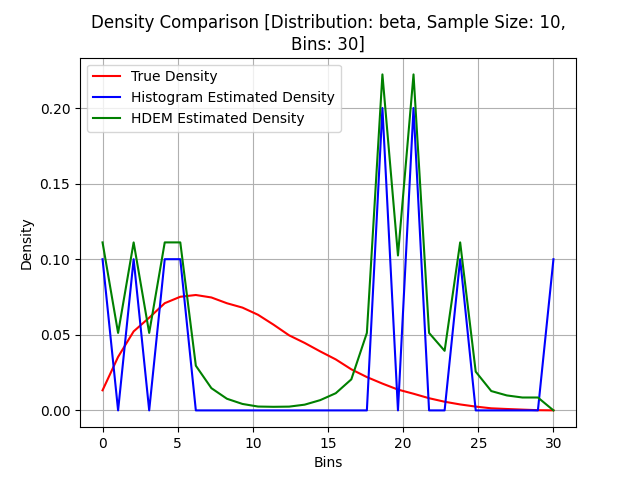 Density Comparison [Distribution: beta, Sample Size: 10,
Bins: 30]
True Density
Histogram Estimated Density
HDEM Estimated Density
Density
0.20
0.15
0.10
0.05
0.00
0 5 10 15 20 25 30
Bins